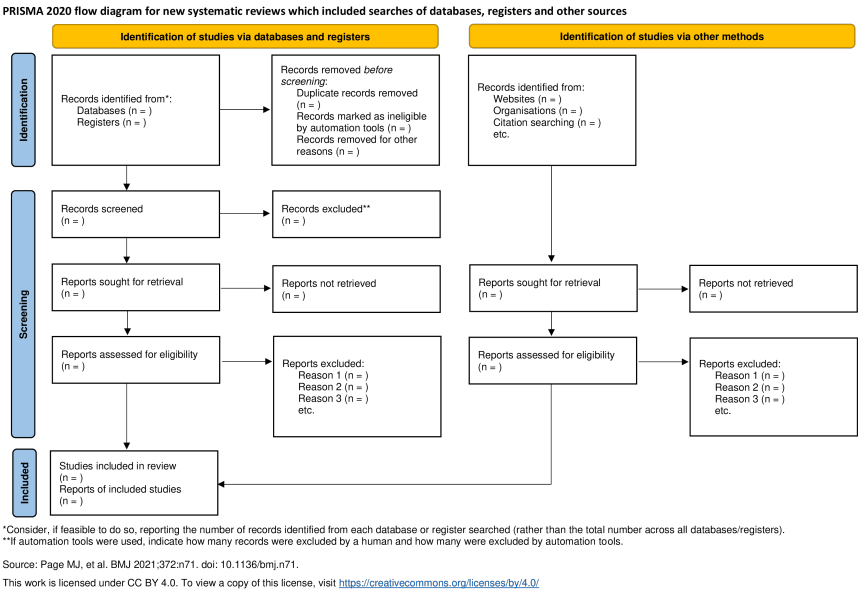 PRISMA 2020 flow diagram for new systematic reviews which included searches of databases, registers and other sources
Identification of studies via databases and registers
Identification of studies via other methods
Identification
Records identified from*:
Databases (n = )
Registers (n = )
Records removed before
screening:
Duplicate records removed
(n = )
Records marked as ineligible
by automation tools (n = )
Records removed for other
reasons (n = )
Records identified from:
Websites (n = )
Organisations (n = )
Citation searching (n = )
etc.
Screening
Records screened
(n = )
Records excluded**
(n = )
Reports sought for retrieval
(n = )
Reports not retrieved
(n = )
Reports sought for retrieval
(n = )
Reports not retrieved
(n = )
Reports assessed for eligibility
(n = )
Reports excluded:
Reason 1 (n = )
Reason 2 (n = )
Reason 3 (n = )
etc.
Reports assessed for eligibility
(n = )
Reports excluded:
Reason 1 (n = )
Reason 2 (n = )
Reason 3 (n = )
etc.
Included
Studies included in review
(n = )
Reports of included studies
(n = )
*Consider, if feasible to do so, reporting the number of records identified from each database or register searched (rather than the total number across all databases/registers).
**If automation tools were used, indicate how many records were excluded by a human and how many were excluded by automation tools.
Source: Page MJ, et al. BMJ 2021;372:n71. doi: 10.1136/bmj.n71.
This work is licensed under CC BY 4.0. To view a copy of this license, visit https://creativecommons.org/licenses/by/4.0/